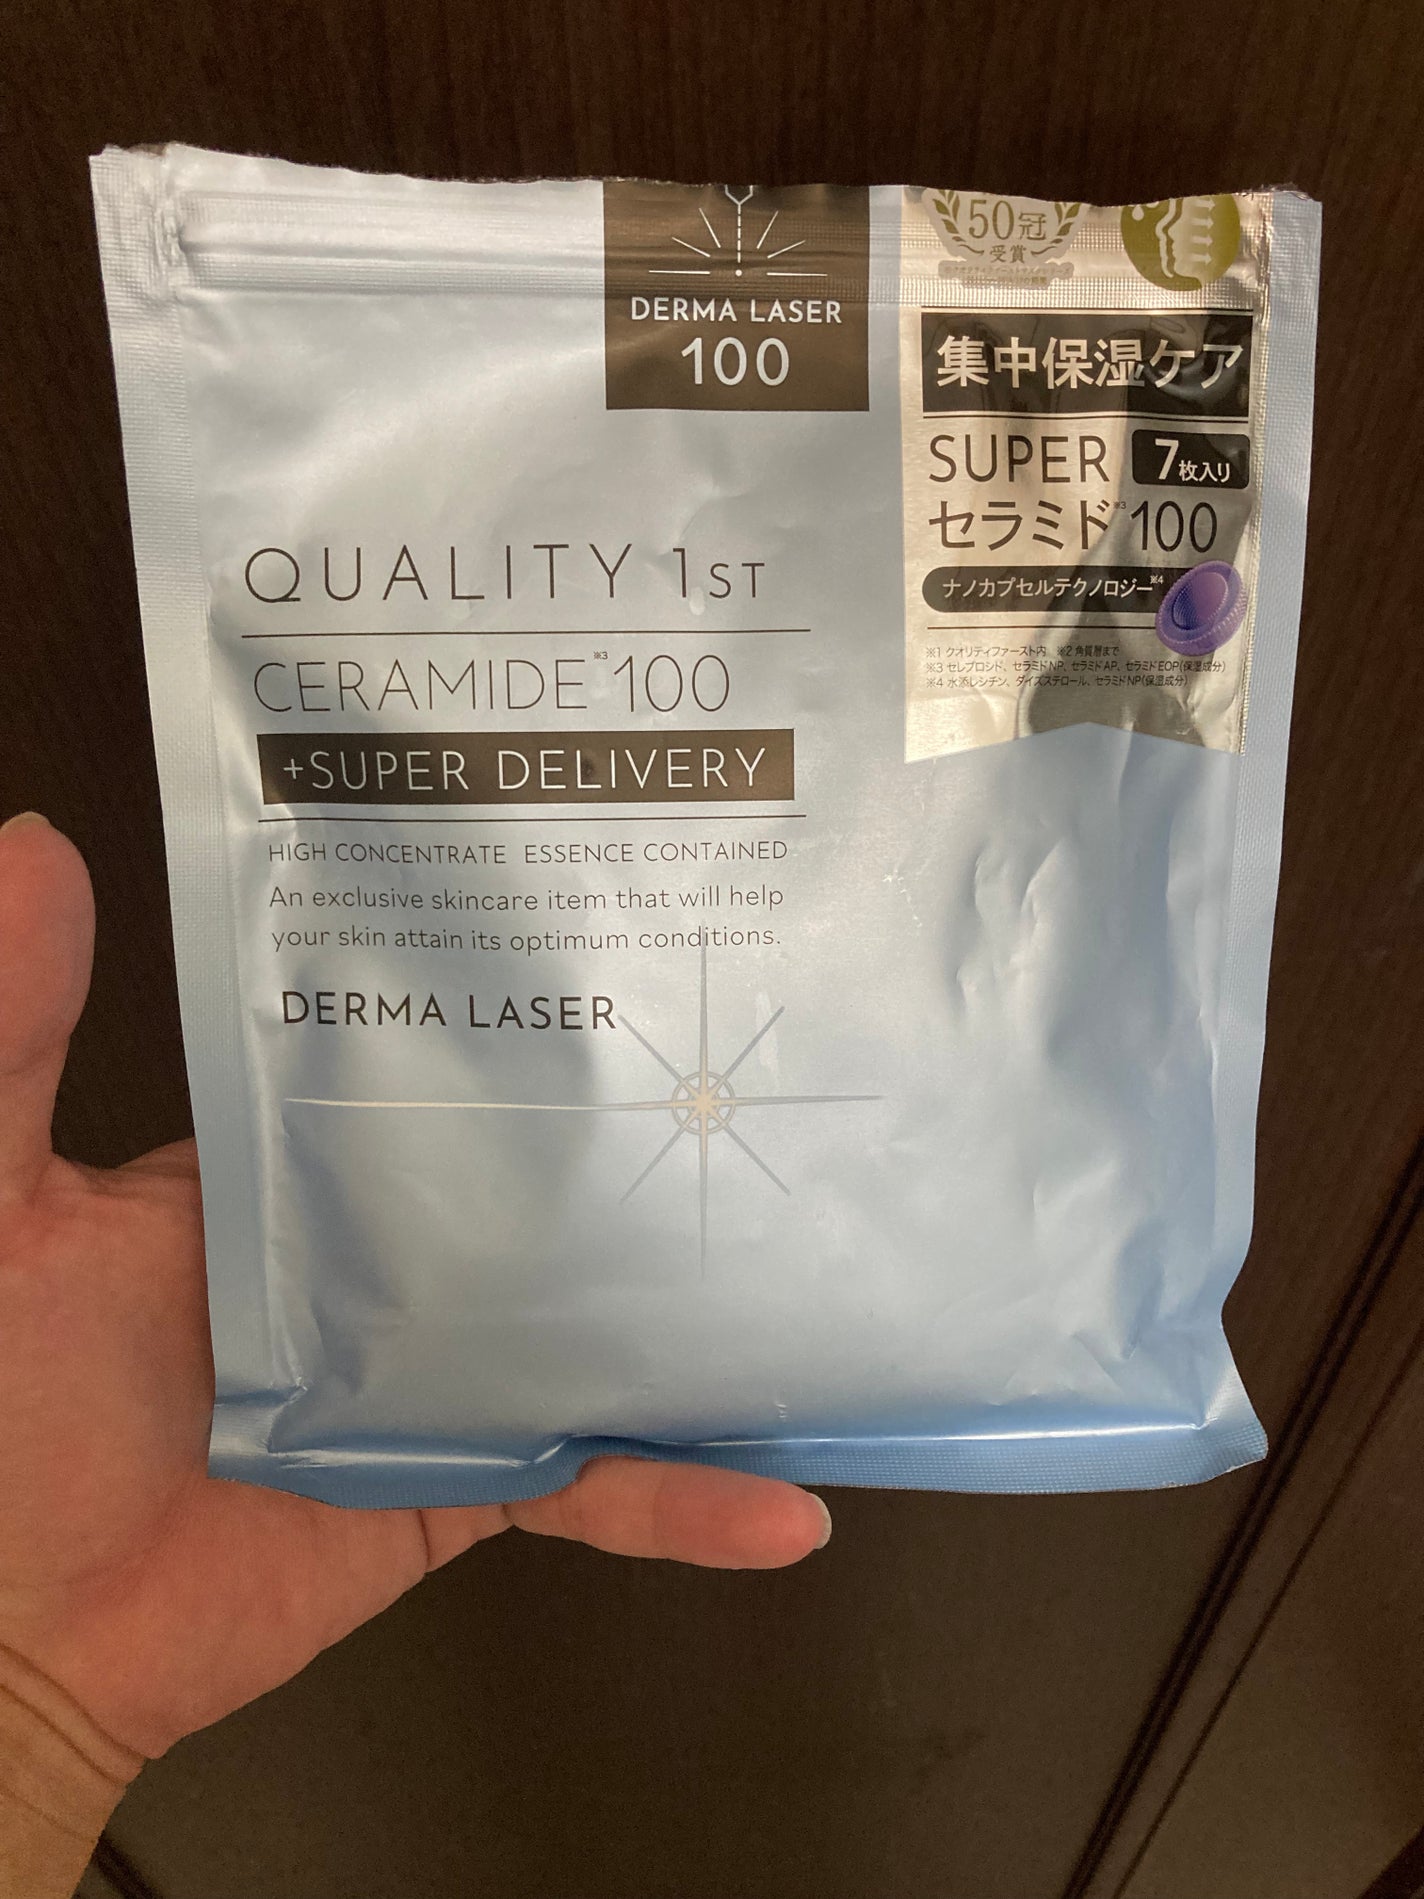 DERMA LASER
100
50冠
受賞
集中保湿ケア
SUPER 7枚入り
セラミド※3 100
ナノカプセルテクノロジー※4
※1 クオリティファースト内 ※2 角質層まで
※3 セレブロシド、セラミドNP、セラミドAP、セラミドEOP(保湿成分)
※4 水添レシチン、ダイズステロール、セラミドNP(保湿成分)
QUALITY 1ST
CERAMIDE※3 100
+SUPER DELIVERY
HIGH CONCENTRATE ESSENCE CONTAINED
An exclusive skincare item that will help
your skin attain its optimum conditions.
DERMA LASER